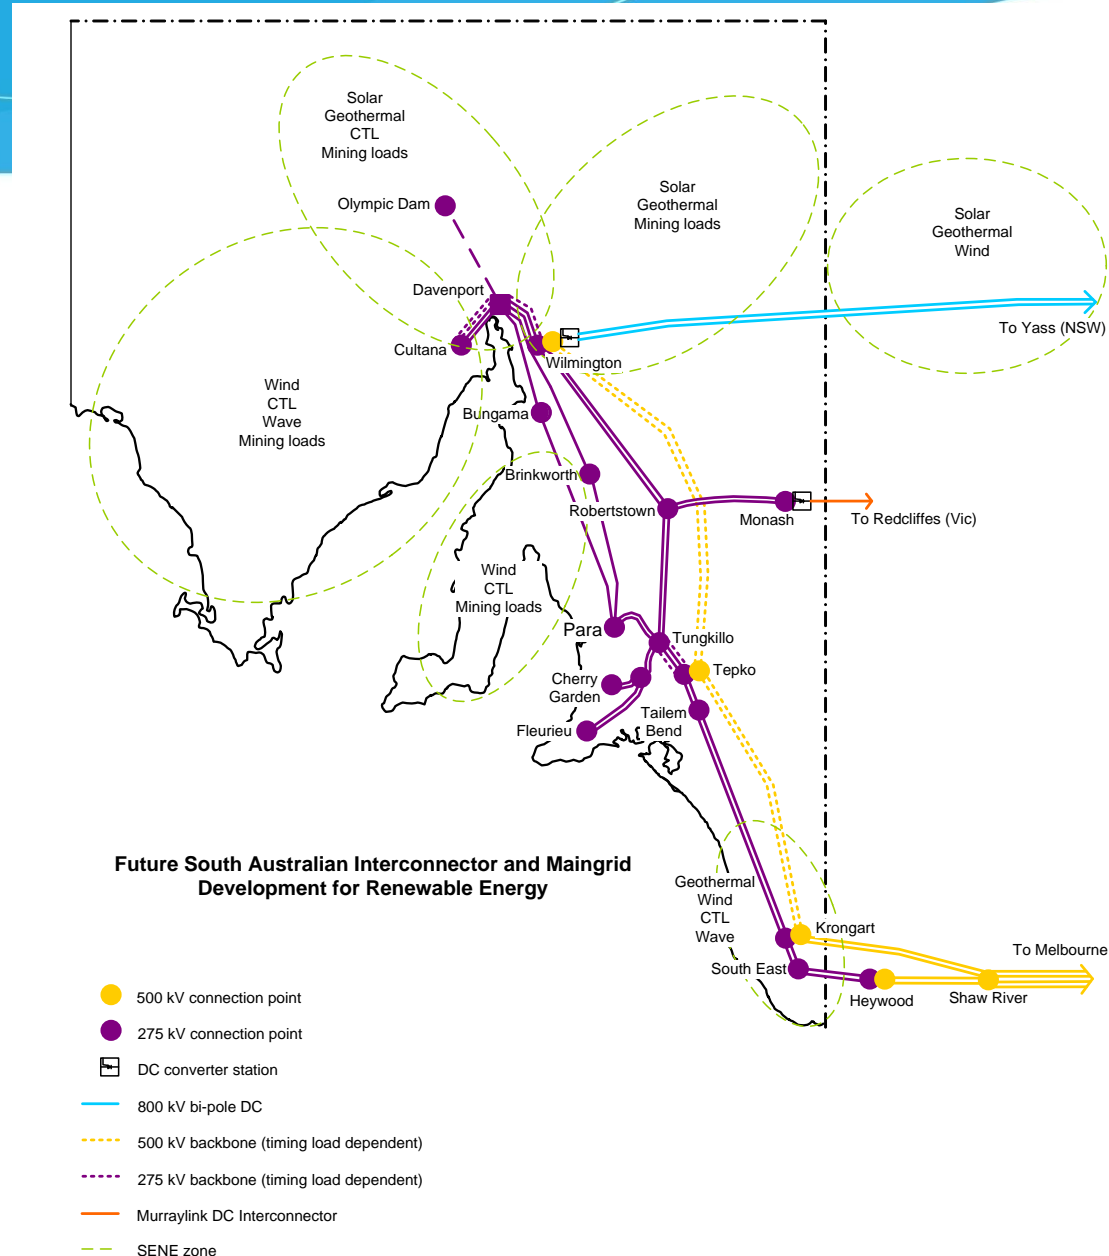 Solar
Geothermal
CTL
Mining loads
Olympic Dam
Solar
Geothermal
Mining loads
Solar
Geothermal
Wind
Davenport
To Yass (NSW)
Cultana
Wilmington
Wind
CTL
Wave
Mining loads
Bungama
Brinkworth
Robertstown
Monash
To Redcliffes (Vic)
Wind
CTL
Mining loads
Para
Tungkillo
Tepko
Cherry
Garden
Tailem
Bend
Fleurieu
Future South Australian Interconnector and Maingrid
Development for Renewable Energy
Geothermal
Wind
CTL
Wave
Krongart
To Melbourne
South East
Heywood
Shaw River
500 kV connection point
275 kV connection point
DC converter station
800 kV bi-pole DC
500 kV backbone (timing load dependent)
275 kV backbone (timing load dependent)
Murraylink DC Interconnector
SENE zone